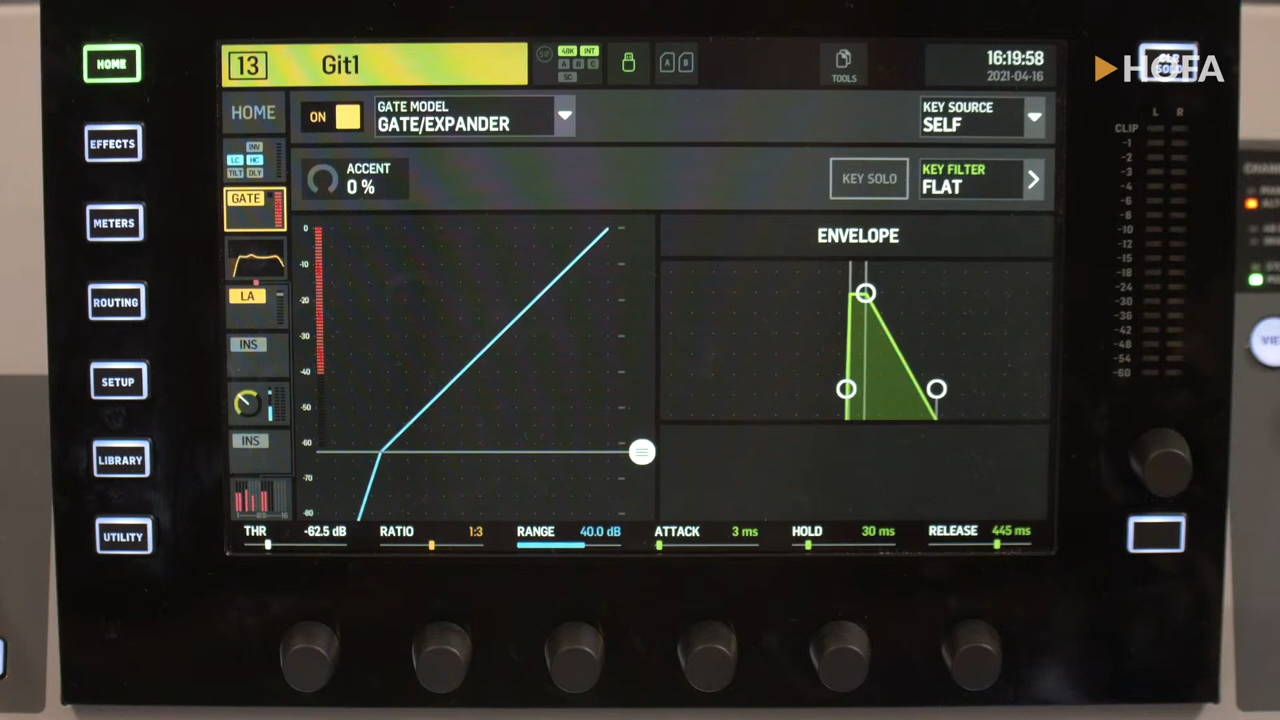 HOME
13 Git1
48K INT
A B C
SC
A B
TOOLS
16:19:58
2021-04-16
HOFA
HOME
ON
GATE MODEL
GATE/EXPANDER
KEY SOURCE
SELF
L R
CLIP
-1
-2
-3
-4
-6
-8
-10
-12
-15
-18
-24
-30
-36
-42
-48
-54
-60
EFFECTS
INV
LC HC
TILT DLY
ACCENT
0 %
KEY SOLO
KEY FILTER
FLAT
GATE
METERS
ENVELOPE
0
-10
-20
-30
-40
-50
-60
-70
-80
LA
ROUTING
INS
SETUP
INS
LIBRARY
UTILITY
THR -62.5 dB
RATIO 1:3
RANGE 40.0 dB
ATTACK 3 ms
HOLD 30 ms
RELEASE 445 ms